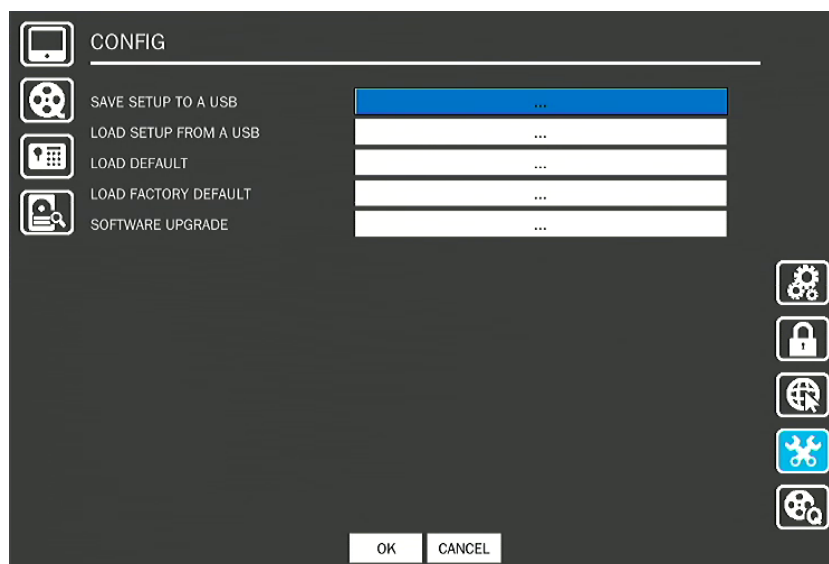 CONFIG
SAVE SETUP TO A USB ...
LOAD SETUP FROM A USB ...
LOAD DEFAULT ...
LOAD FACTORY DEFAULT ...
SOFTWARE UPGRADE ...
OK CANCEL